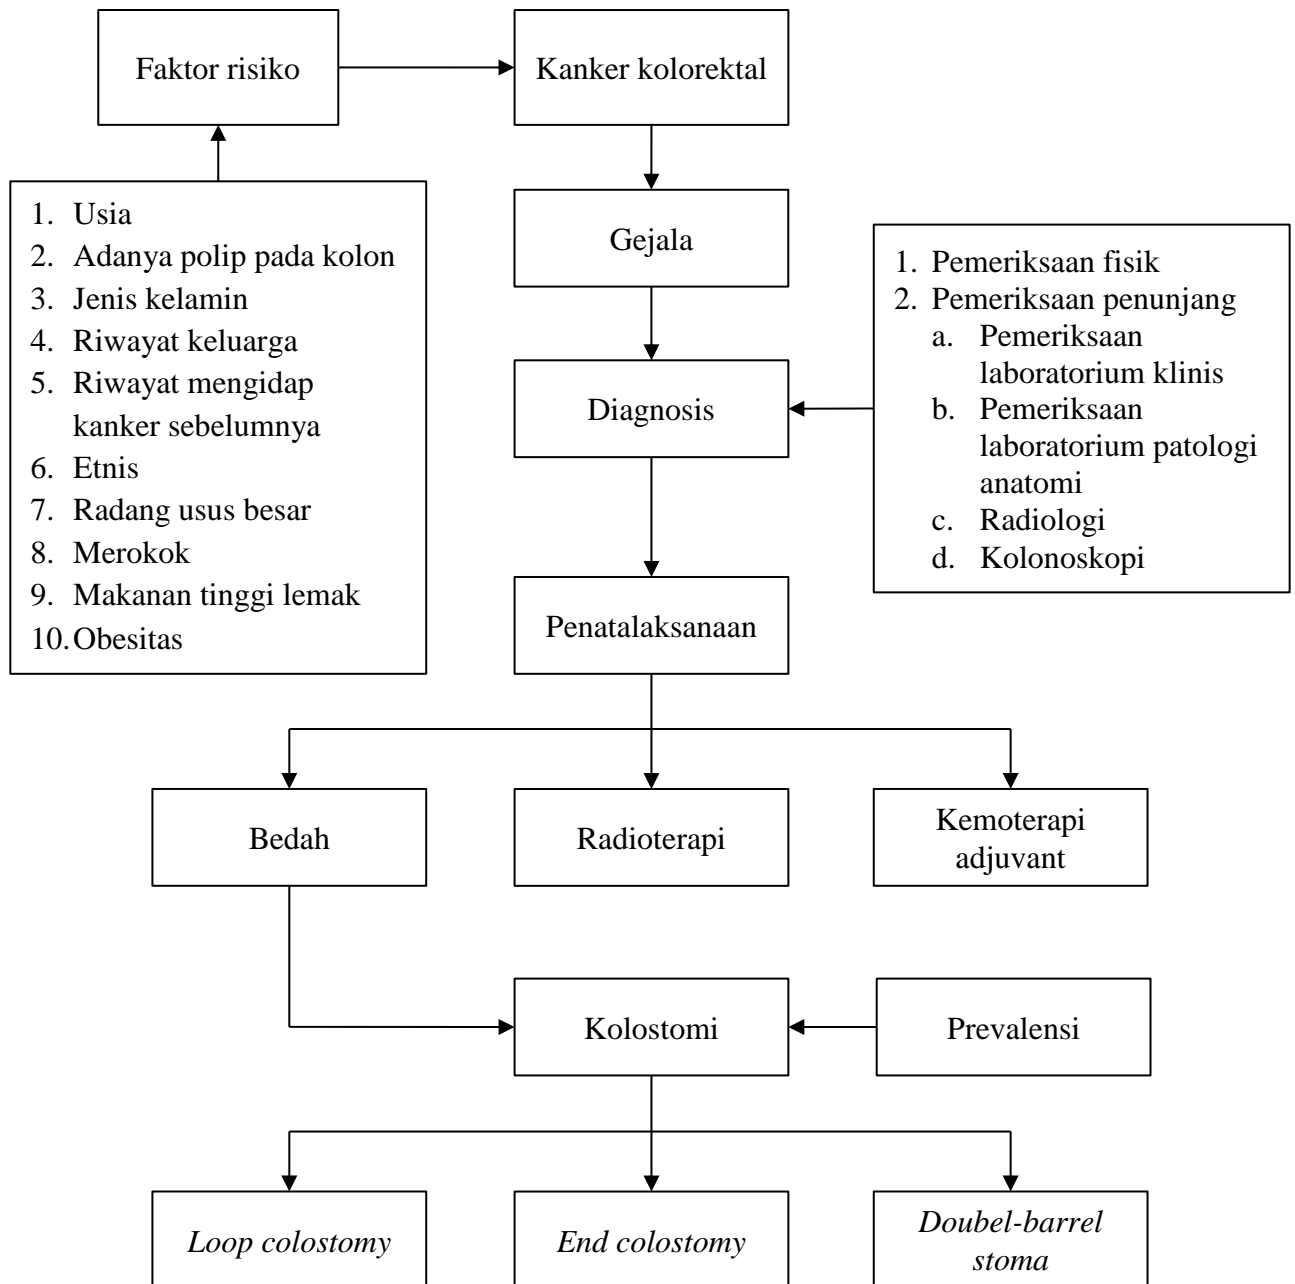 Faktor risiko
Kanker kolorektal
1. Usia
2. Adanya polip pada kolon
3. Jenis kelamin
4. Riwayat keluarga
5. Riwayat mengidap
kanker sebelumnya
6. Etnis
7. Radang usus besar
8. Merokok
9. Makanan tinggi lemak
10. Obesitas
Gejala
1. Pemeriksaan fisik
2. Pemeriksaan penunjang
a. Pemeriksaan
laboratorium klinis
b. Pemeriksaan
laboratorium patologi
anatomi
c. Radiologi
d. Kolonoskopi
Diagnosis
Penatalaksanaan
Bedah
Radioterapi
Kemoterapi
adjuvant
Kolostomi
Prevalensi
Loop colostomy
End colostomy
Doubel-barrel
stoma